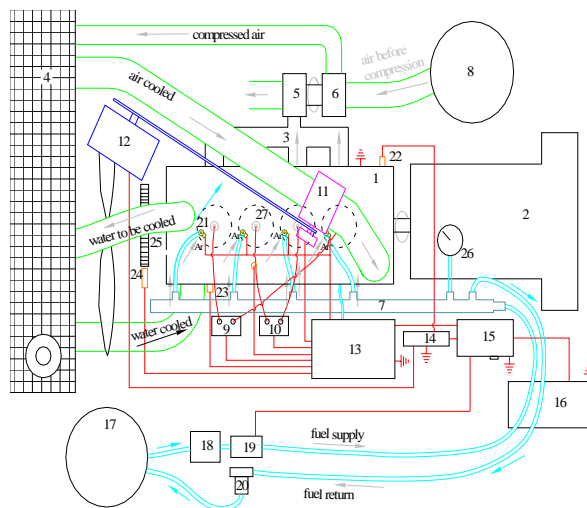 compressed air
air before
compression
4
5
6
8
air cooled
3
12
22
1
11
2
21
27
Ar
Ar
Ar
Ar
water to be cooled
25
26
24
23
7
water cooled
9
10
13
14
15
16
17
18
19
fuel supply
20
fuel return